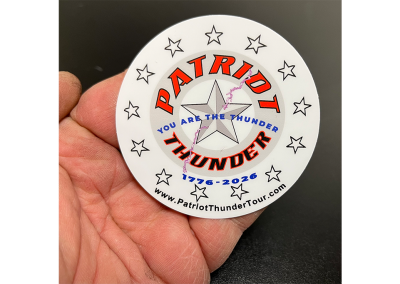 PATRIOT
YOU ARE THE THUNDER
THUNDER
1776-2026
www.PatriotThunderTour.com